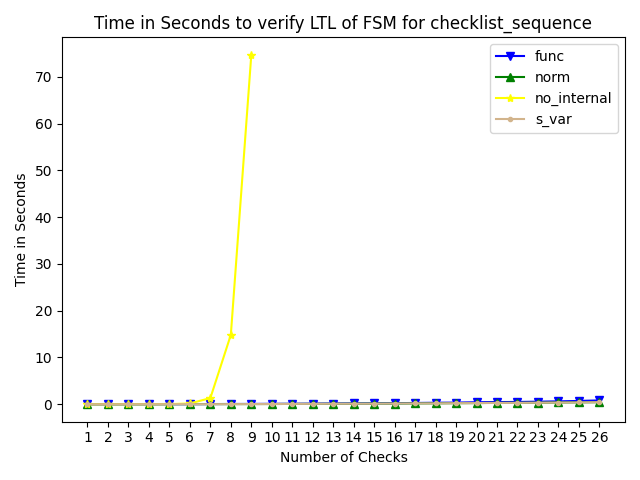 Time in Seconds to verify LTL of FSM for checklist_sequence
func
norm
no_internal
s_var
Time in Seconds
70
60
50
40
30
20
10
0
1 2 3 4 5 6 7 8 9 10 11 12 13 14 15 16 17 18 19 20 21 22 23 24 25 26
Number of Checks